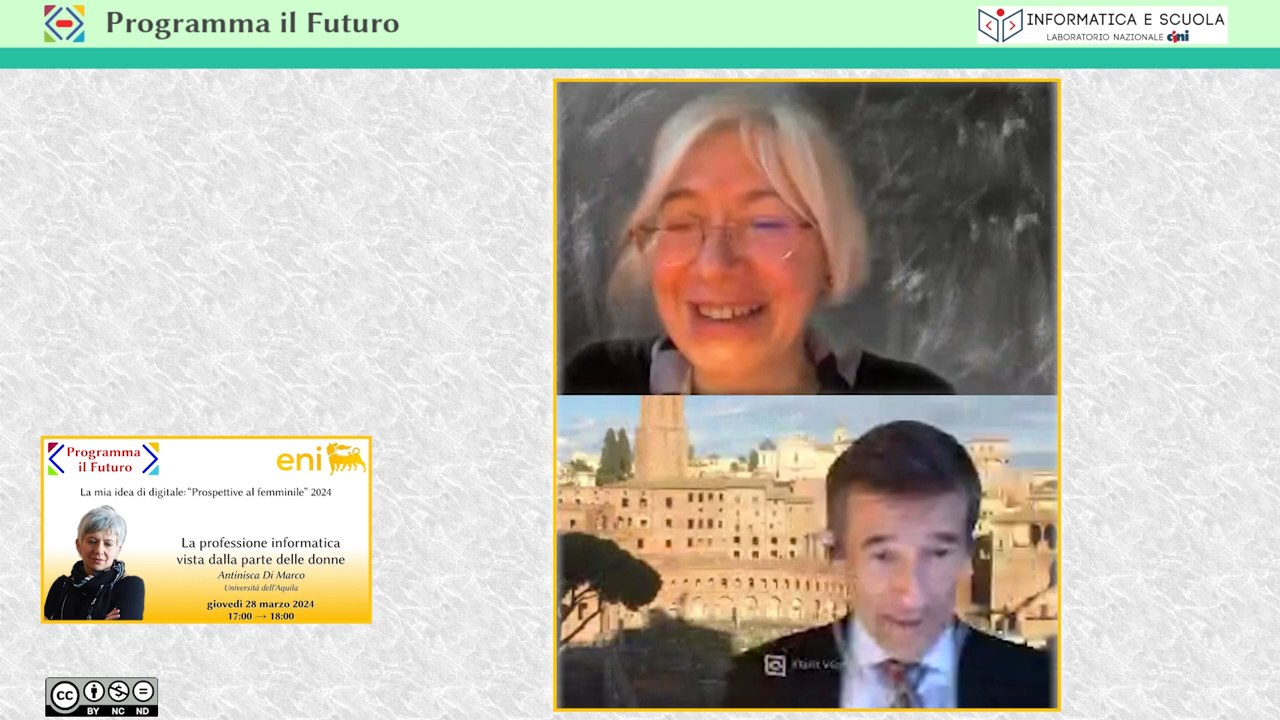 Programma il Futuro
INFORMATICA E SCUOLA
LABORATORIO NAZIONALE cini
Programma
il Futuro
eni
La mia idea di digitale: "Prospettive al femminile" 2024
La professione informatica
vista dalla parte delle donne
Antinisca Di Marco
Università dell'Aquila
giovedì 28 marzo 2024
17:00 → 18:00
cc
BY NC ND